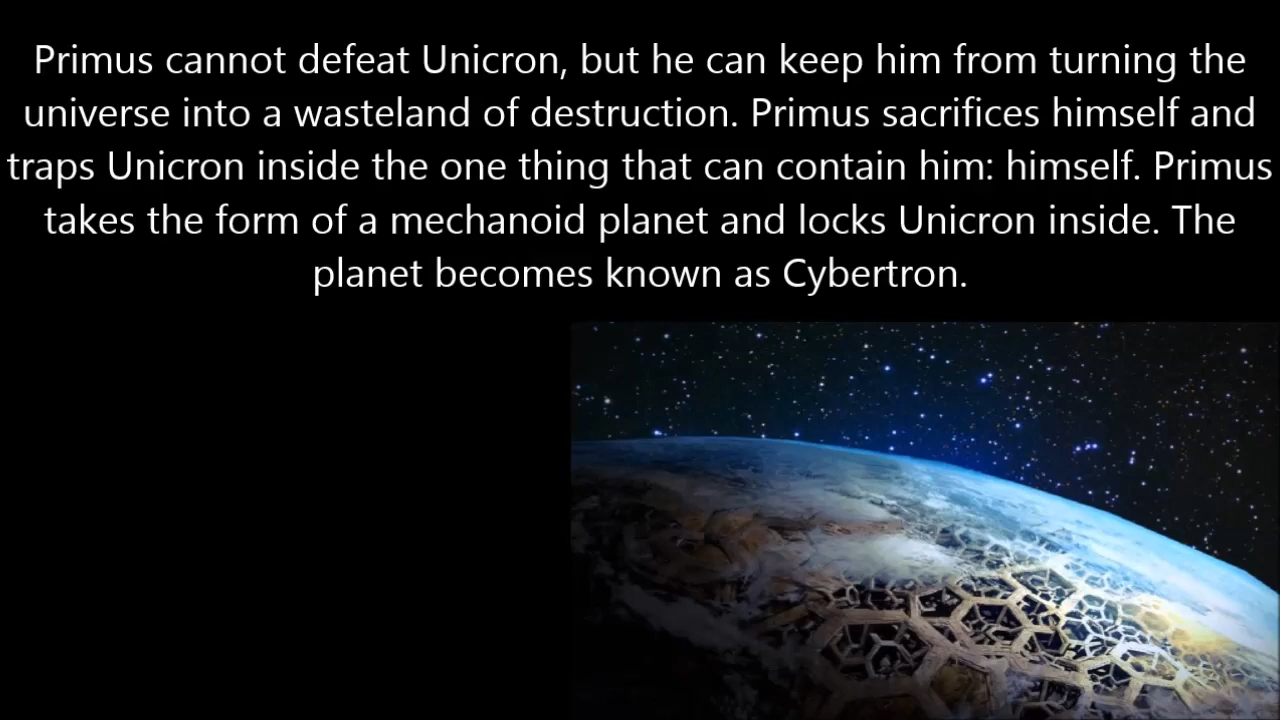 Primus cannot defeat Unicron, but he can keep him from turning the
universe into a wasteland of destruction. Primus sacrifices himself and
traps Unicron inside the one thing that can contain him: himself. Primus
takes the form of a mechanoid planet and locks Unicron inside. The
planet becomes known as Cybertron.